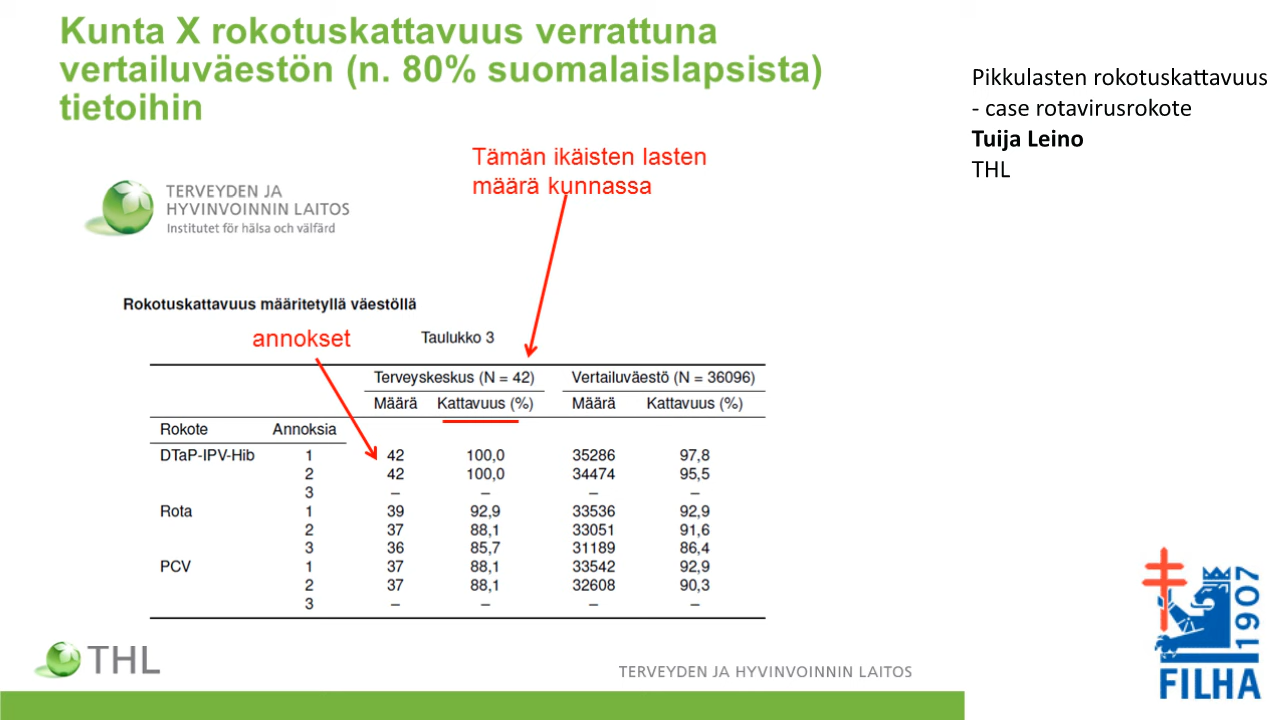 Kunta X rokotuskattavuus verrattuna
vertailuväestön (n. 80% suomalaislapsista)
tietoihin
Pikkulasten rokotuskattavuus
- case rotavirusrokote
Tuija Leino
THL
Tämän ikäisten lasten
määrä kunnassa
TERVEYDEN JA
HYVINVOINNIN LAITOS
Institutet för hälsa och välfärd
Rokotuskattavuus määritetyllä väestöllä
annokset
Taulukko 3
Terveyskeskus (N = 42) Vertailuväestö (N = 36096)
Määrä Kattavuus (%) Määrä Kattavuus (%)
Rokote Annoksia
DTaP-IPV-Hib 1 42 100,0 35286 97,8
2 42 100,0 34474 95,5
3 – – – –
Rota 1 39 92,9 33536 92,9
2 37 88,1 33051 91,6
3 36 85,7 31189 86,4
PCV 1 37 88,1 33542 92,9
2 37 88,1 32608 90,3
3 – – – –
THL
TERVEYDEN JA HYVINVOINNIN LAITOS
1907
FILHA